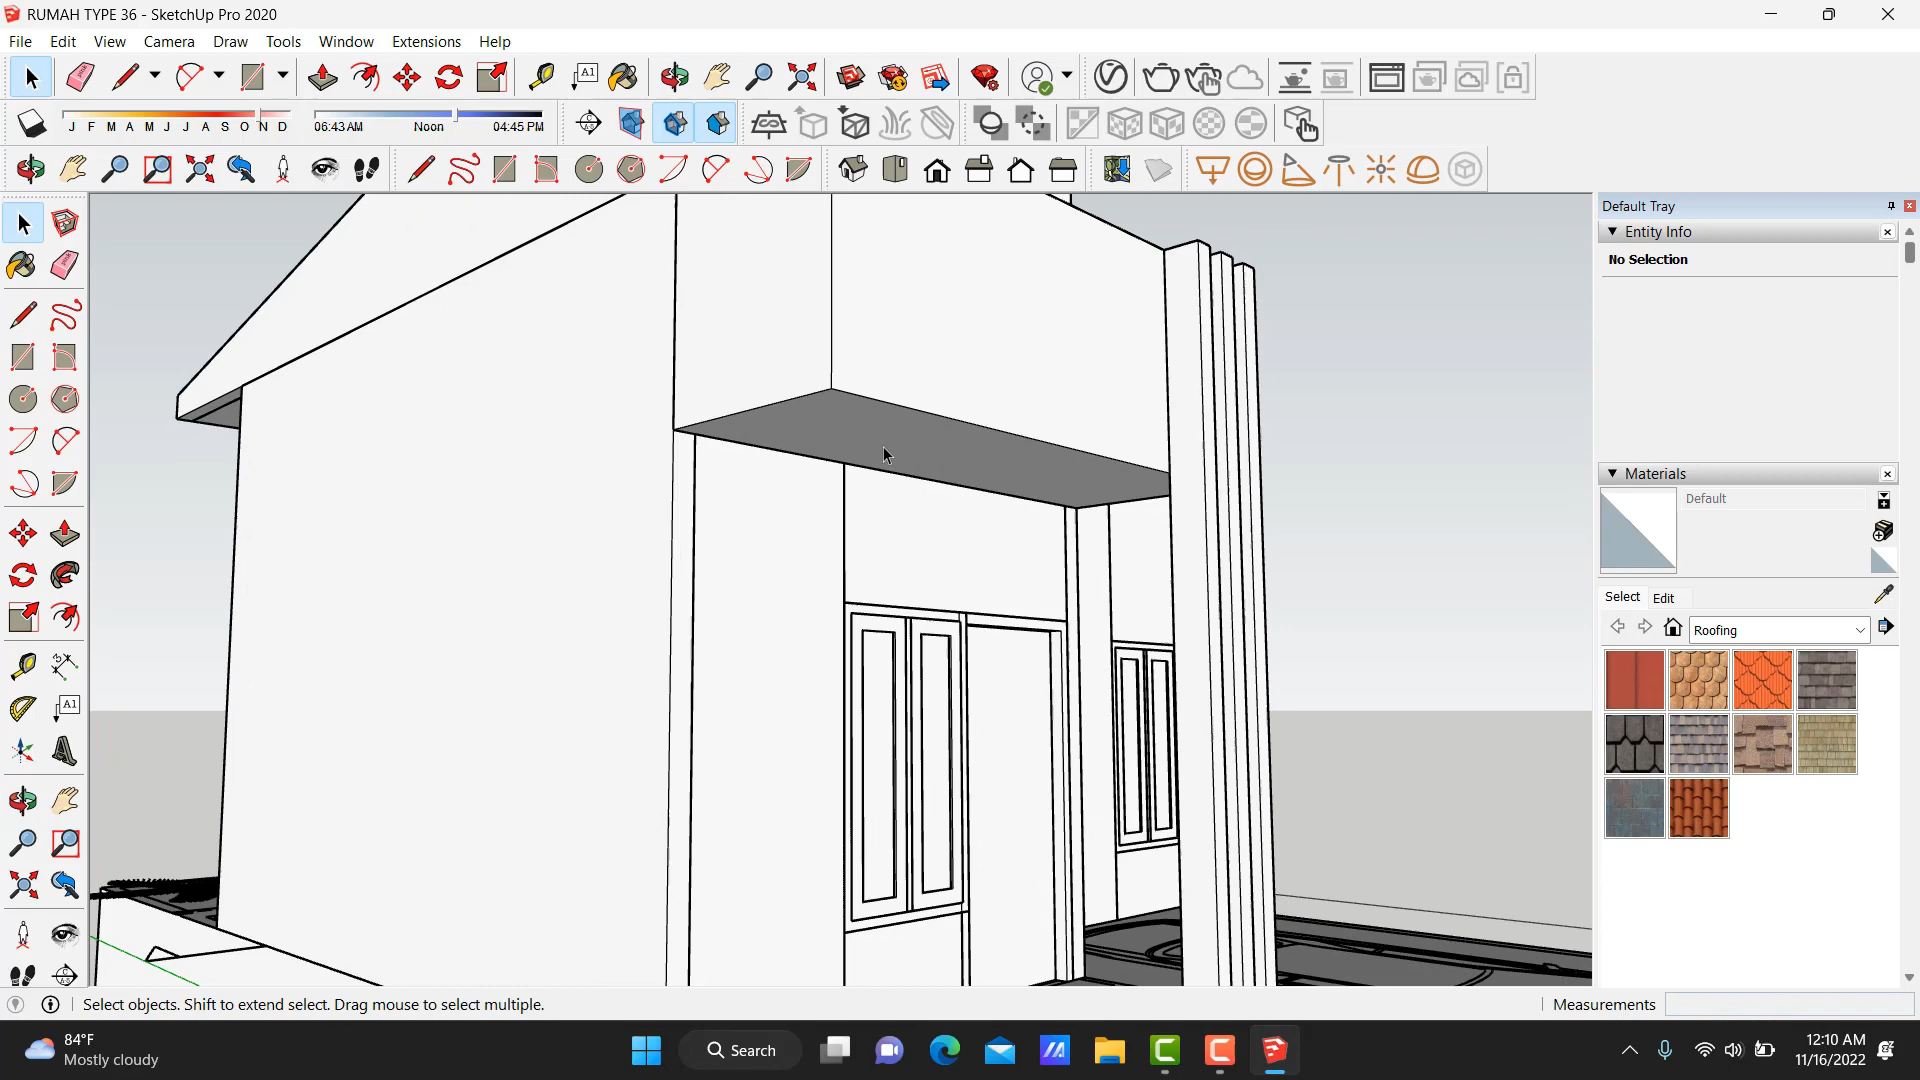 RUMAH TYPE 36 - SketchUp Pro 2020
File Edit View Camera Draw Tools Window Extensions Help
A1
J F M A M J J A S O N D
06:43 AM Noon 04:45 PM
Default Tray
Entity Info
No Selection
Materials
Default
Select Edit
Roofing
A1
Select objects. Shift to extend select. Drag mouse to select multiple.
Measurements
84°F
Mostly cloudy
Search
12:10 AM
11/16/2022